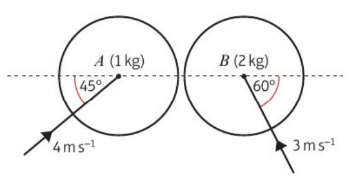 A (1 kg) B (2 kg)
45° 60°
4 m s⁻¹ 3 m s⁻¹